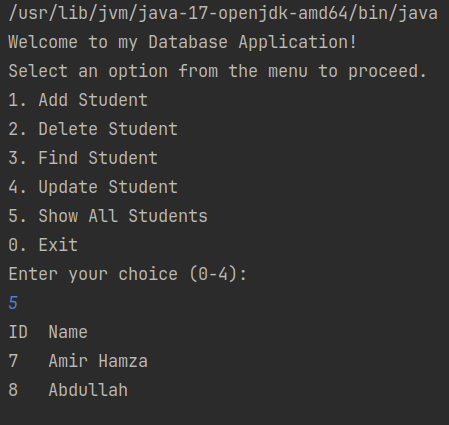 /usr/lib/jvm/java-17-openjdk-amd64/bin/java
Welcome to my Database Application!
Select an option from the menu to proceed.
1. Add Student
2. Delete Student
3. Find Student
4. Update Student
5. Show All Students
0. Exit
Enter your choice (0-4):
5
ID  Name
7   Amir Hamza
8   Abdullah